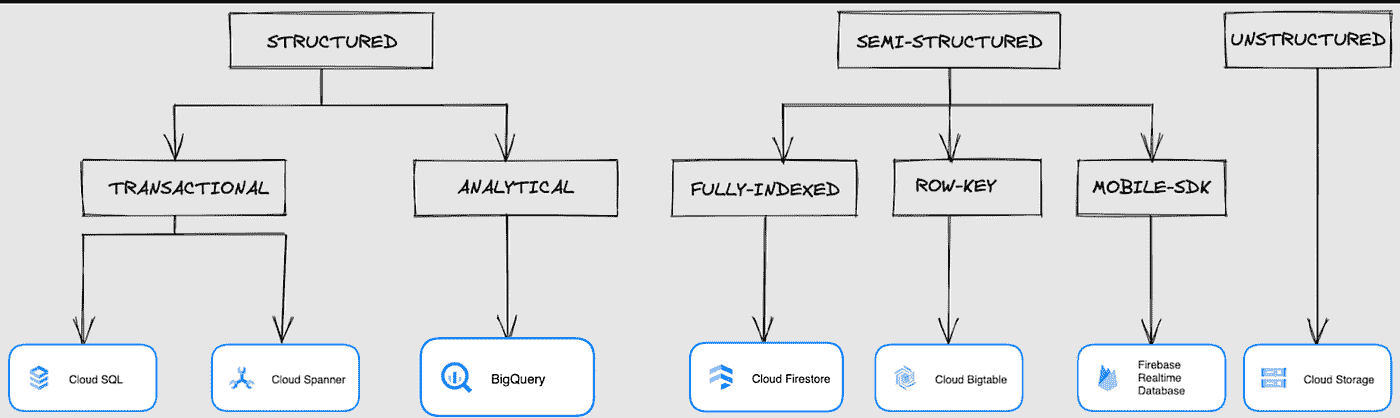 STRUCTURED
SEMI-STRUCTURED
UNSTRUCTURED
TRANSACTIONAL
ANALYTICAL
FULLY-INDEXED
ROW-KEY
MOBILE-SDK
Cloud SQL
Cloud Spanner
BigQuery
Cloud Firestore
Cloud Bigtable
Firebase
Realtime
Database
Cloud Storage